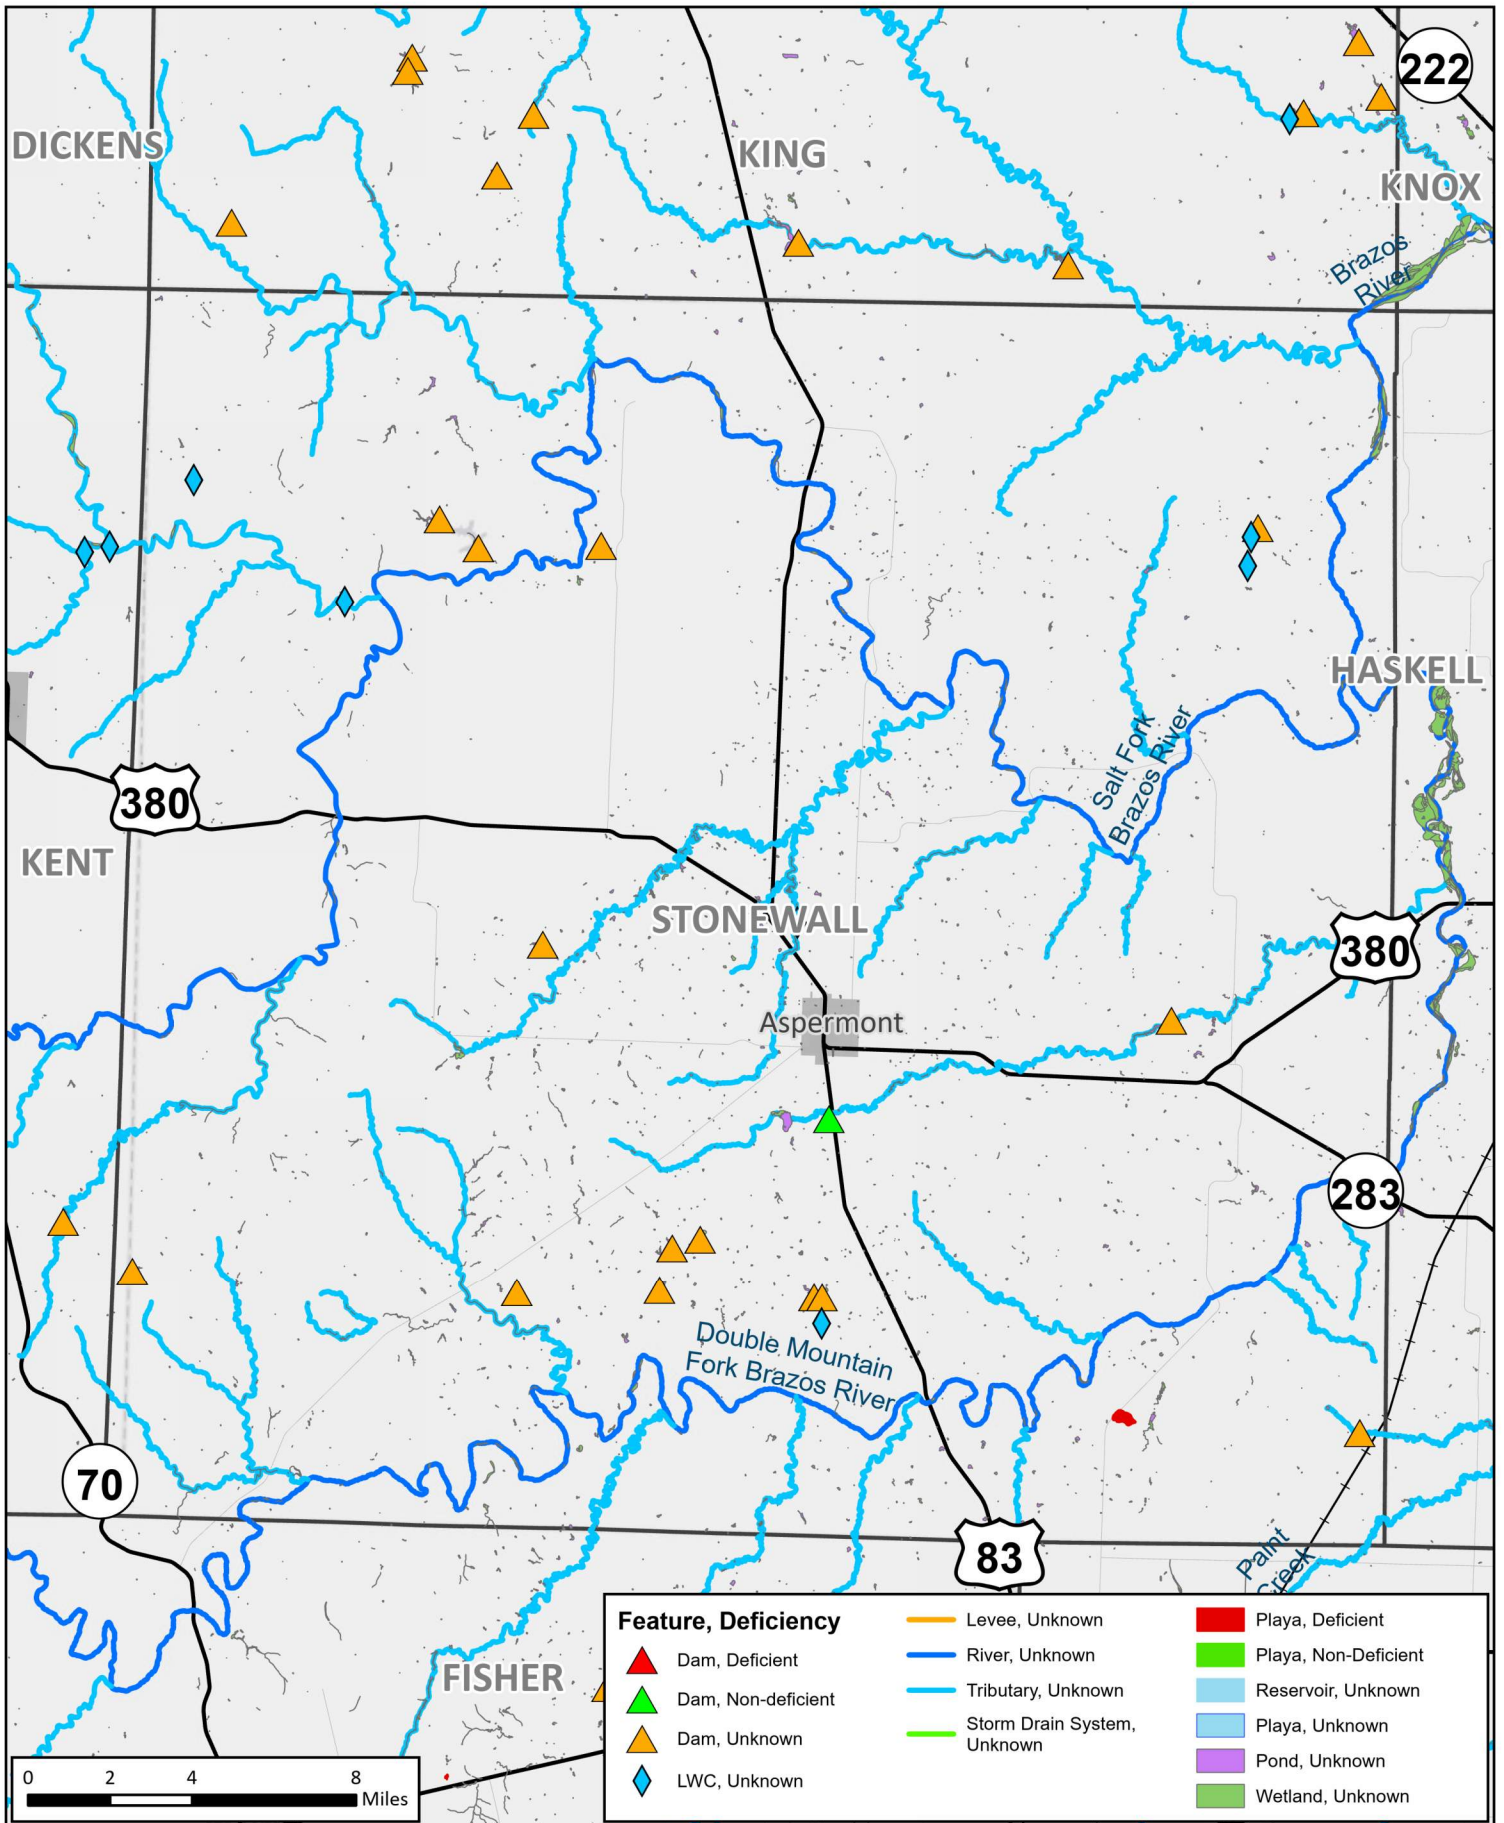 222
DICKENS
KING
KNOX
Brazos
River
HASKELL
Salt Fork
Brazos River
380
KENT
STONEWALL
380
Aspermont
283
Double Mountain
Fork Brazos River
70
83
Paint
Creek
FISHER
Feature, Deficiency
Dam, Deficient
Dam, Non-deficient
Dam, Unknown
LWC, Unknown
Levee, Unknown
River, Unknown
Tributary, Unknown
Storm Drain System,
Unknown
Playa, Deficient
Playa, Non-Deficient
Reservoir, Unknown
Playa, Unknown
Pond, Unknown
Wetland, Unknown
0 2 4 8
Miles